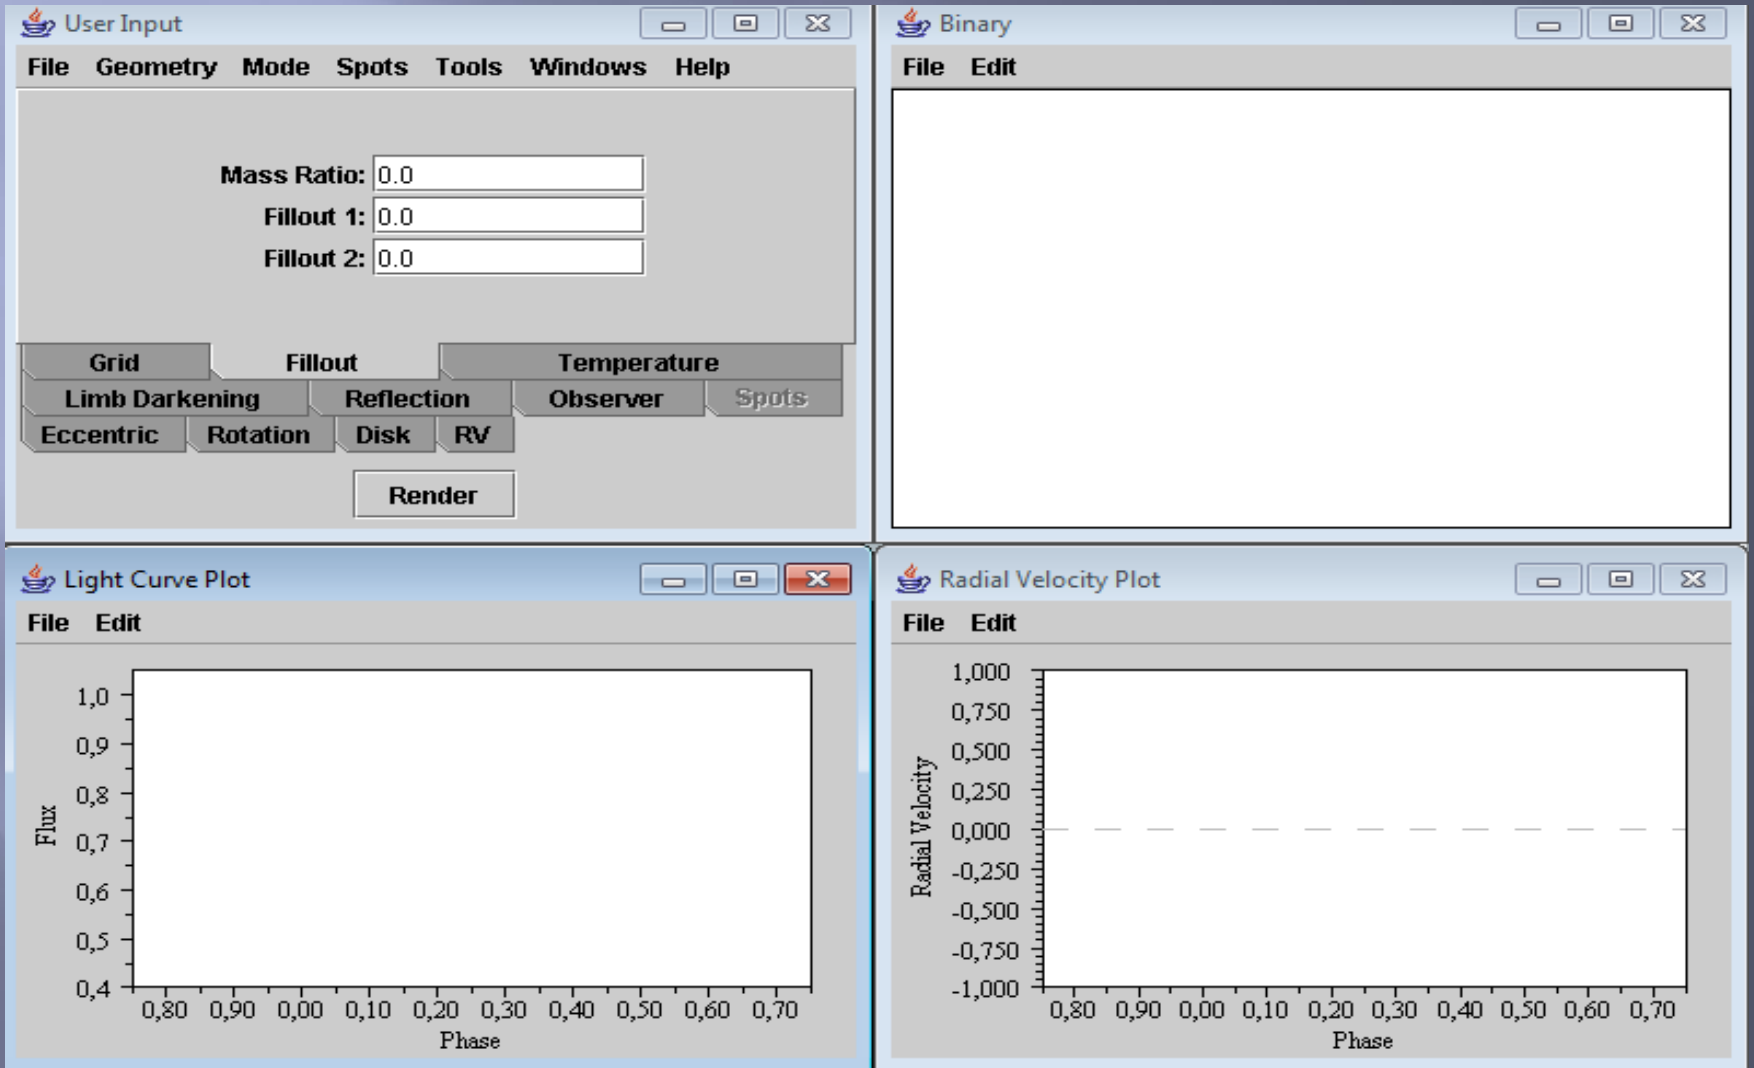 User Input
File Geometry Mode Spots Tools Windows Help
Mass Ratio: 0.0
Fillout 1: 0.0
Fillout 2: 0.0
Grid Fillout Temperature
Limb Darkening Reflection Observer Spots
Eccentric Rotation Disk RV
Render
Binary
File Edit
Light Curve Plot
File Edit
1,0
0,9
0,8
0,7
0,6
0,5
0,4
Flux
0,80 0,90 0,00 0,10 0,20 0,30 0,40 0,50 0,60 0,70
Phase
Radial Velocity Plot
File Edit
1,000
0,750
0,500
0,250
0,000
-0,250
-0,500
-0,750
-1,000
Radial Velocity
0,80 0,90 0,00 0,10 0,20 0,30 0,40 0,50 0,60 0,70
Phase